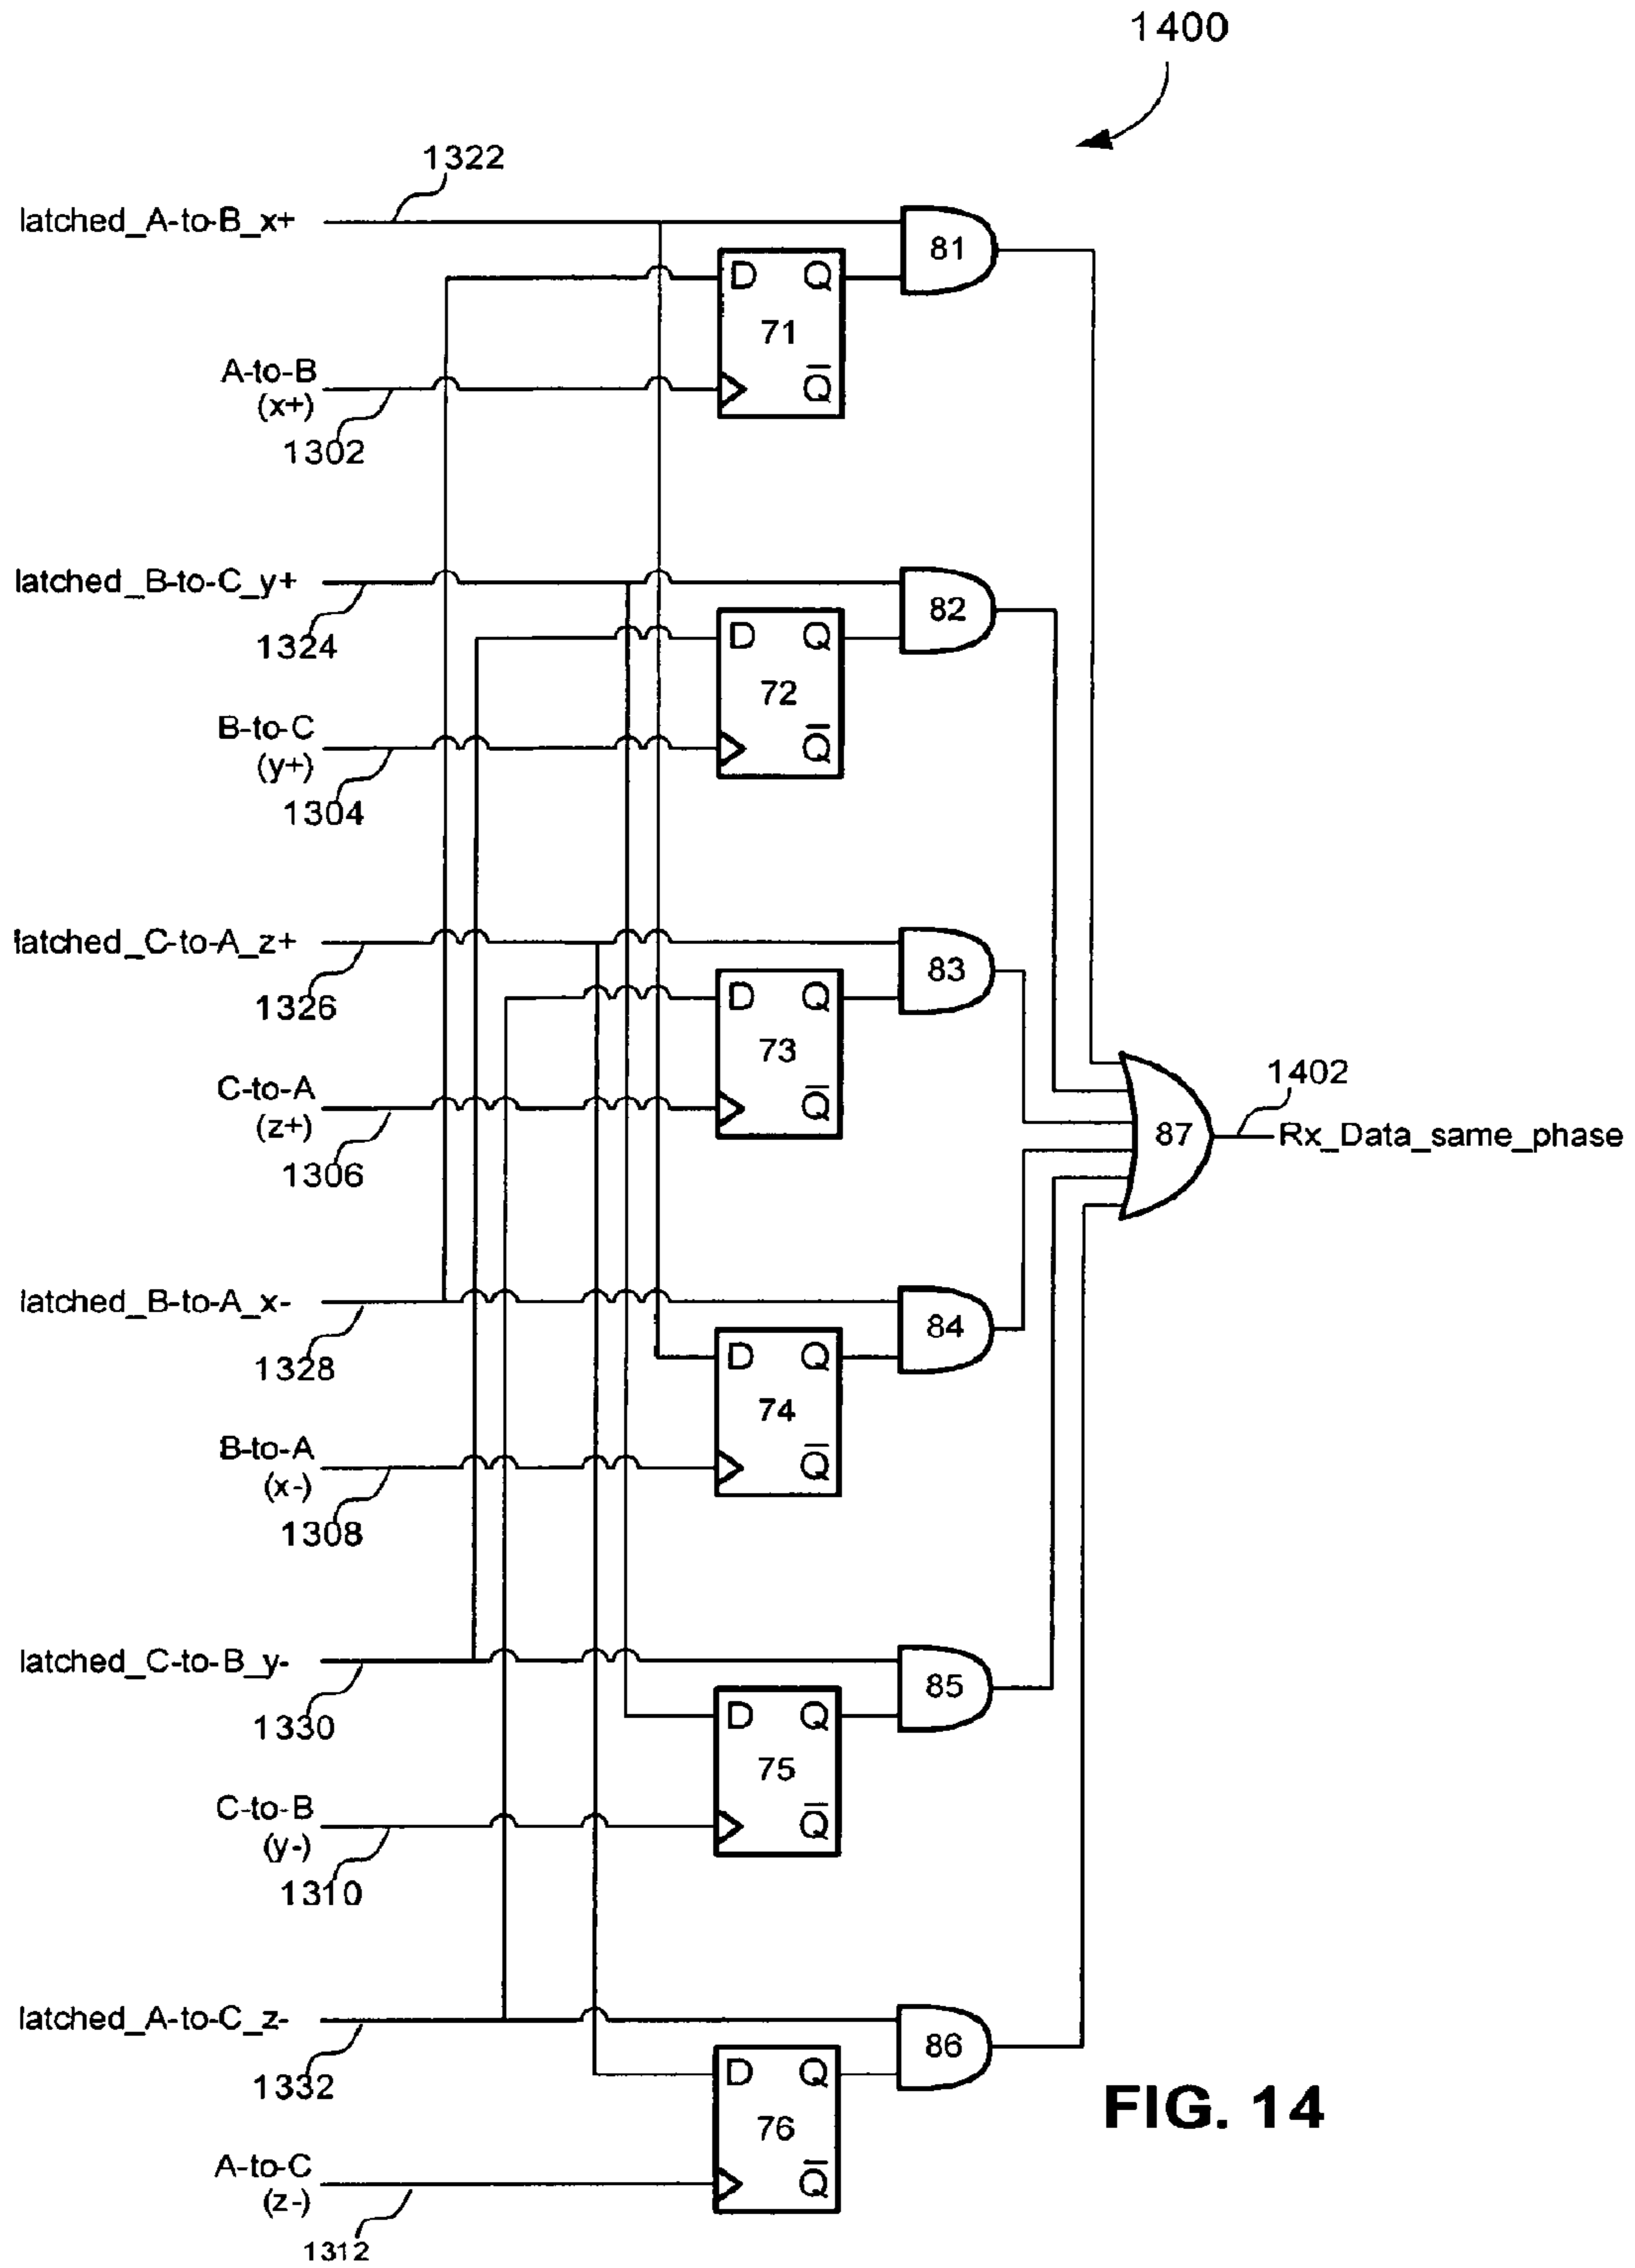 1400
1322
latched_A-to-B_x+
81
D Q
71
A-to-B
(x+)
Q
1302
latched_B-to-C_y+
82
1324
D Q
72
B-to-C
(y+)
Q
1304
latched_C-to-A_z+
83
1326
D Q
73
C-to-A
(z+)
Q
1306
1402
87
Rx_Data_same_phase
latched_B-to-A_x-
84
1328
D Q
74
B-to-A
(x-)
Q
1308
latched_C-to-B_y-
85
1330
D Q
75
C-to-B
(y-)
Q
1310
latched_A-to-C_z-
86
1332
D Q
76
A-to-C
(z-)
Q
1312
FIG. 14